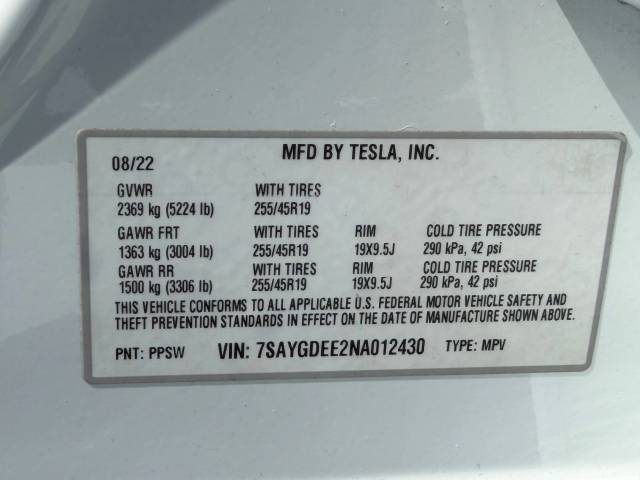 08/22 MFD BY TESLA, INC.
GVWR WITH TIRES
2369 kg (5224 lb) 255/45R19
GAWR FRT WITH TIRES RIM COLD TIRE PRESSURE
1363 kg (3004 lb) 255/45R19 19X9.5J 290 kPa, 42 psi
GAWR RR WITH TIRES RIM COLD TIRE PRESSURE
1500 kg (3306 lb) 255/45R19 19X9.5J 290 kPa, 42 psi
THIS VEHICLE CONFORMS TO ALL APPLICABLE U.S. FEDERAL MOTOR VEHICLE SAFETY AND
THEFT PREVENTION STANDARDS IN EFFECT ON THE DATE OF MANUFACTURE SHOWN ABOVE.
PNT: PPSW VIN: 7SAYGDEE2NA012430 TYPE: MPV